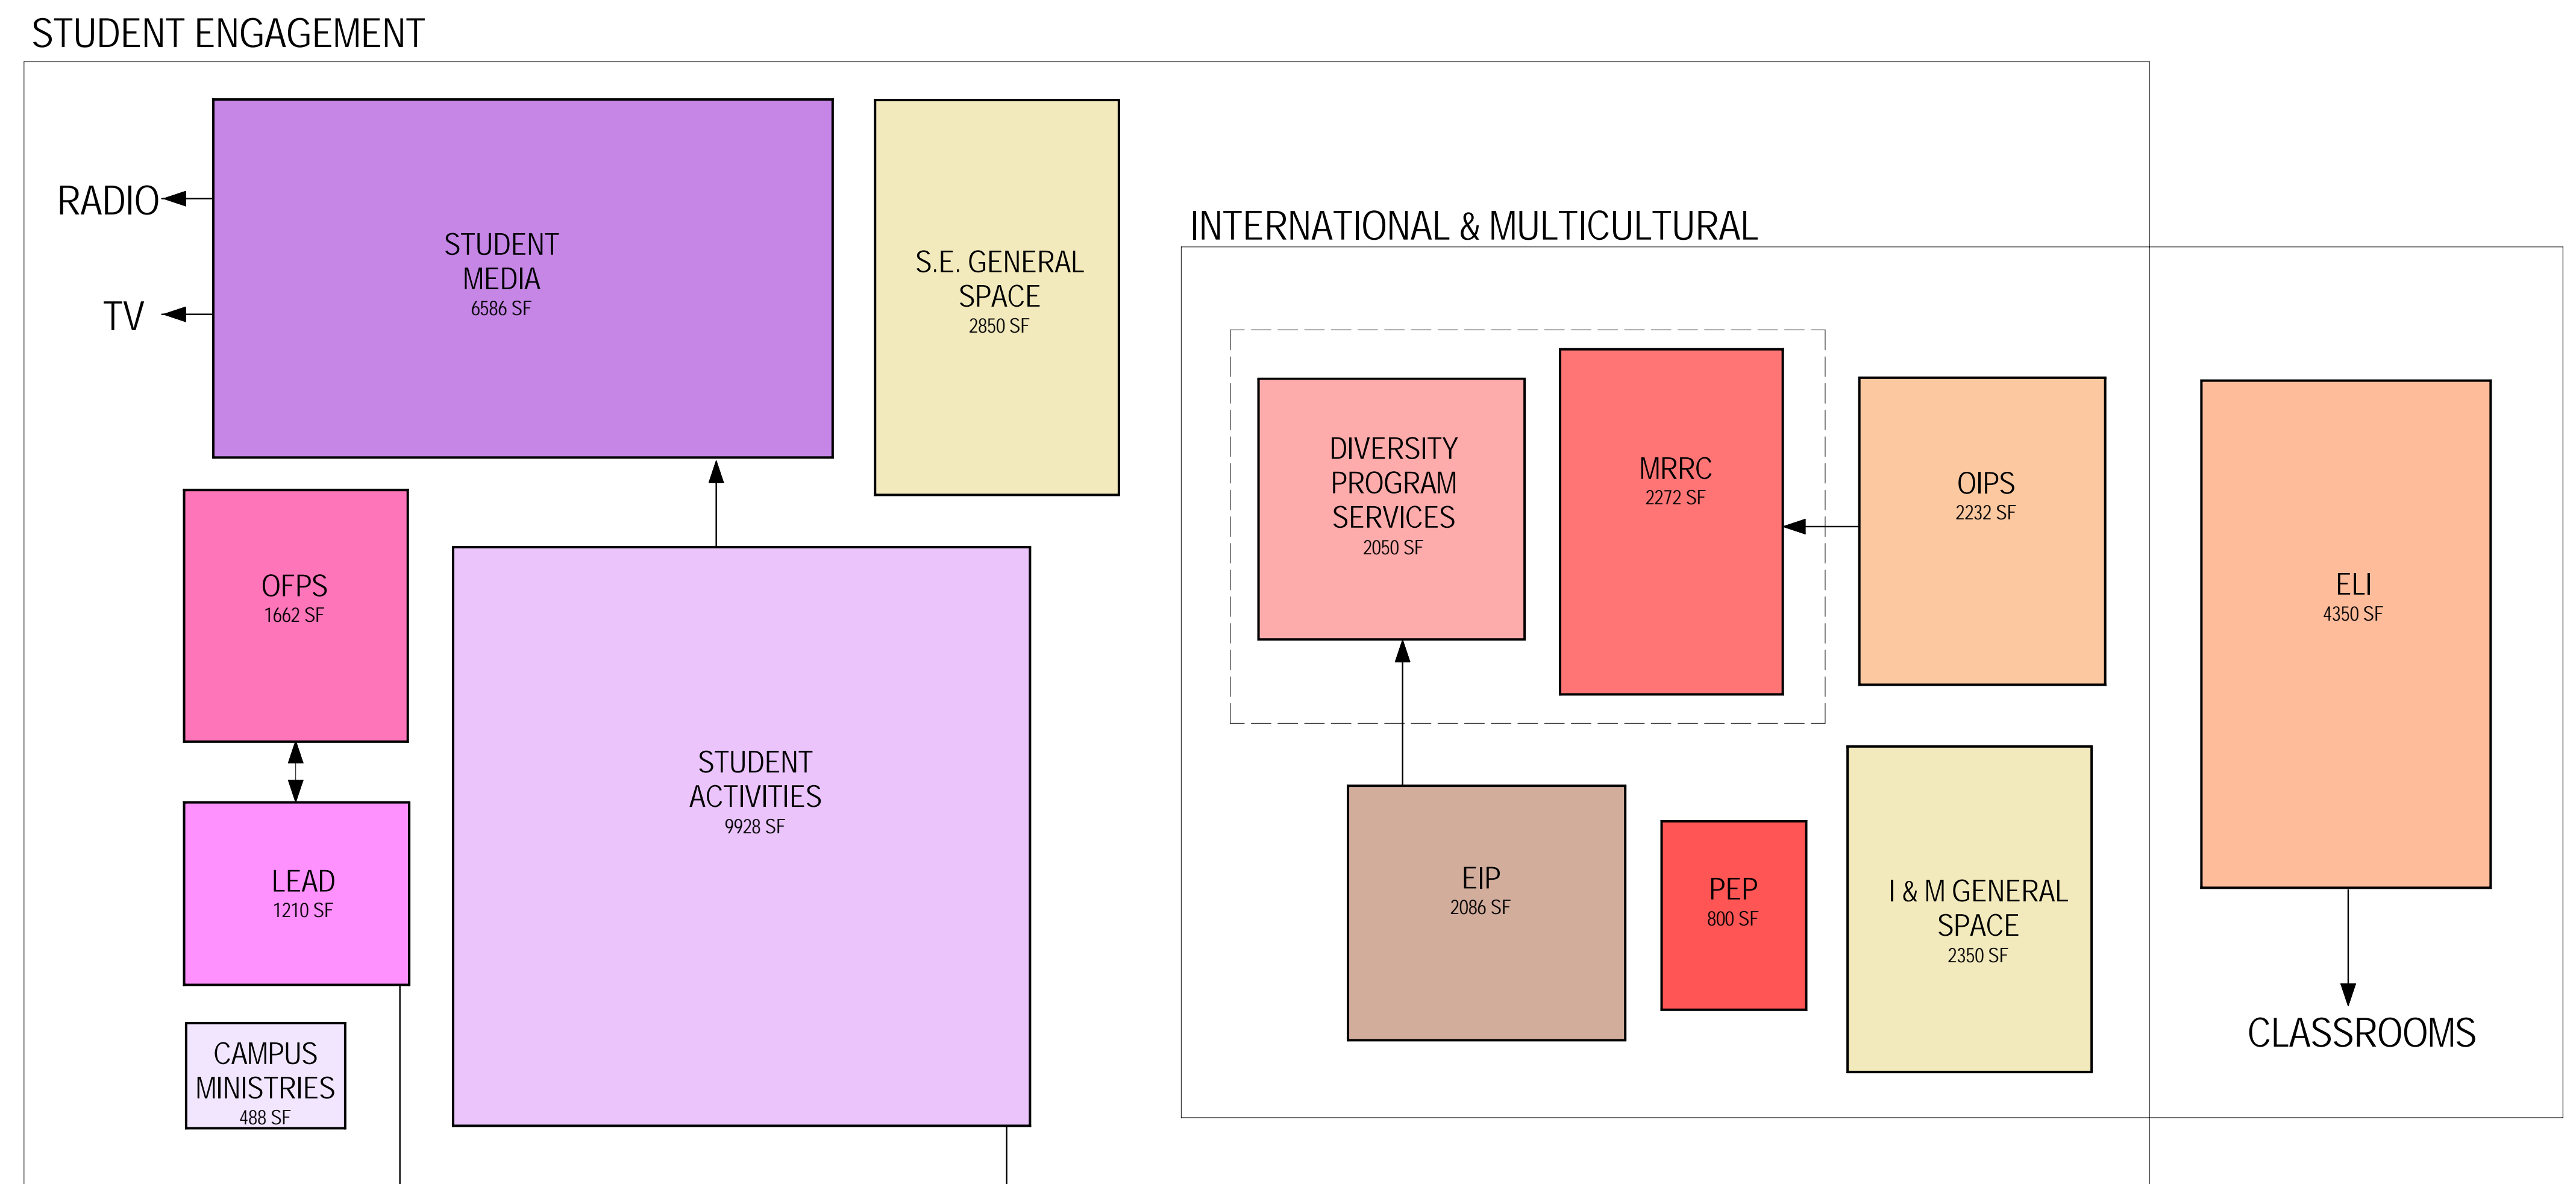 STUDENT ENGAGEMENT
RADIO
TV
STUDENT
MEDIA
6586 SF
S.E. GENERAL
SPACE
2850 SF
OFPS
1662 SF
LEAD
1210 SF
CAMPUS
MINISTRIES
488 SF
STUDENT
ACTIVITIES
9928 SF
INTERNATIONAL & MULTICULTURAL
DIVERSITY
PROGRAM
SERVICES
2050 SF
MRRC
2272 SF
OIPS
2232 SF
ELI
4350 SF
EIP
2086 SF
PEP
800 SF
I & M GENERAL
SPACE
2350 SF
CLASSROOMS